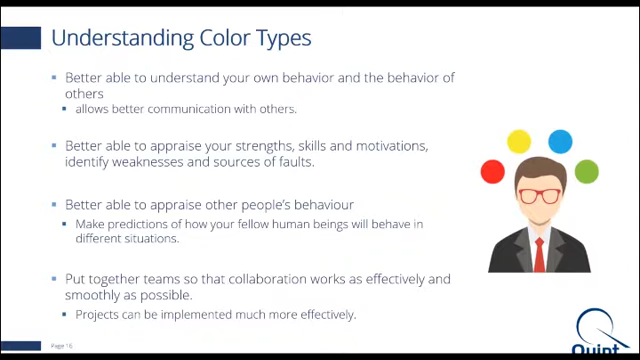 Understanding Color Types
Better able to understand your own behavior and the behavior of
others
allows better communication with others.
Better able to appraise your strengths, skills and motivations,
identify weaknesses and sources of faults.
Better able to appraise other people's behaviour
Make predictions of how your fellow human beings will behave in
different situations.
Put together teams so that collaboration works as effectively and
smoothly as possible.
Projects can be implemented much more effectively.
Page 16
Quint